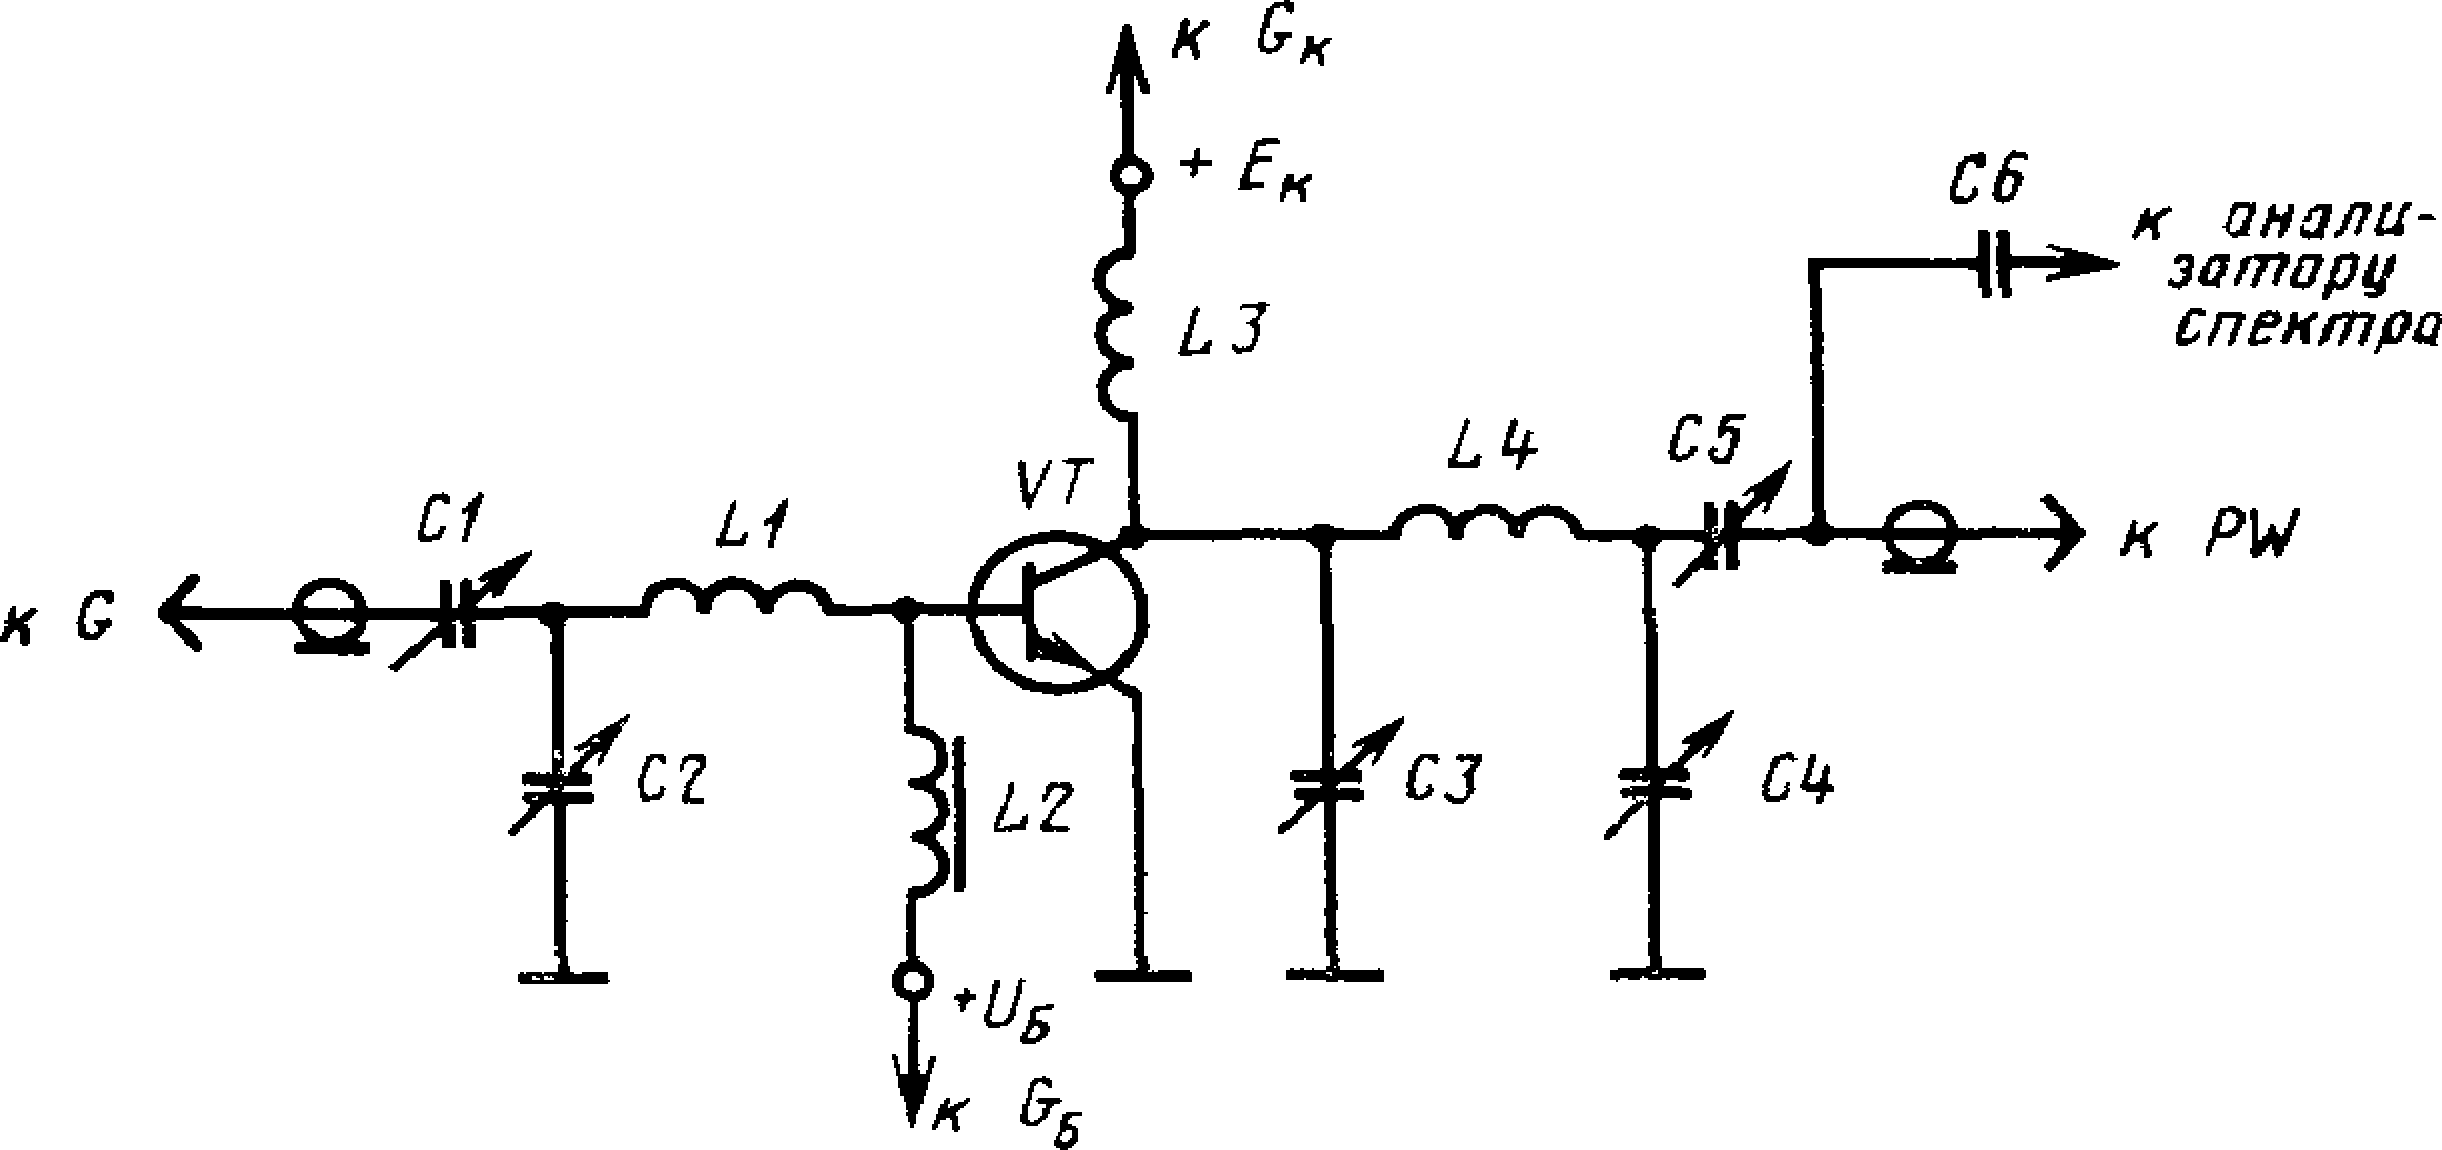 к Gк
+ Eк
C6
к анали-
затору
спектра
L3
C5
L4
VT
C1
L1
к PW
к G
C2
L2
C3
C4
+UБ
к GБ